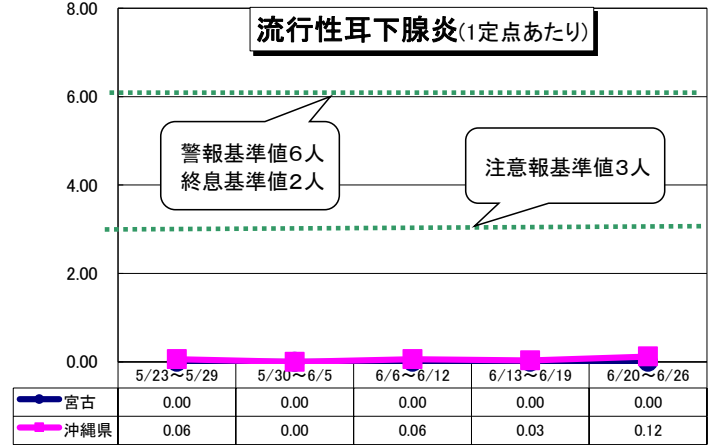 流行性耳下腺炎(1定点あたり)
8.00
6.00
4.00
2.00
0.00
警報基準値6人
終息基準値2人
注意報基準値3人
5/23～5/29 5/30～6/5 6/6～6/12 6/13～6/19 6/20～6/26
宮古 0.00 0.00 0.00 0.00 0.00
沖縄県 0.06 0.00 0.06 0.03 0.12